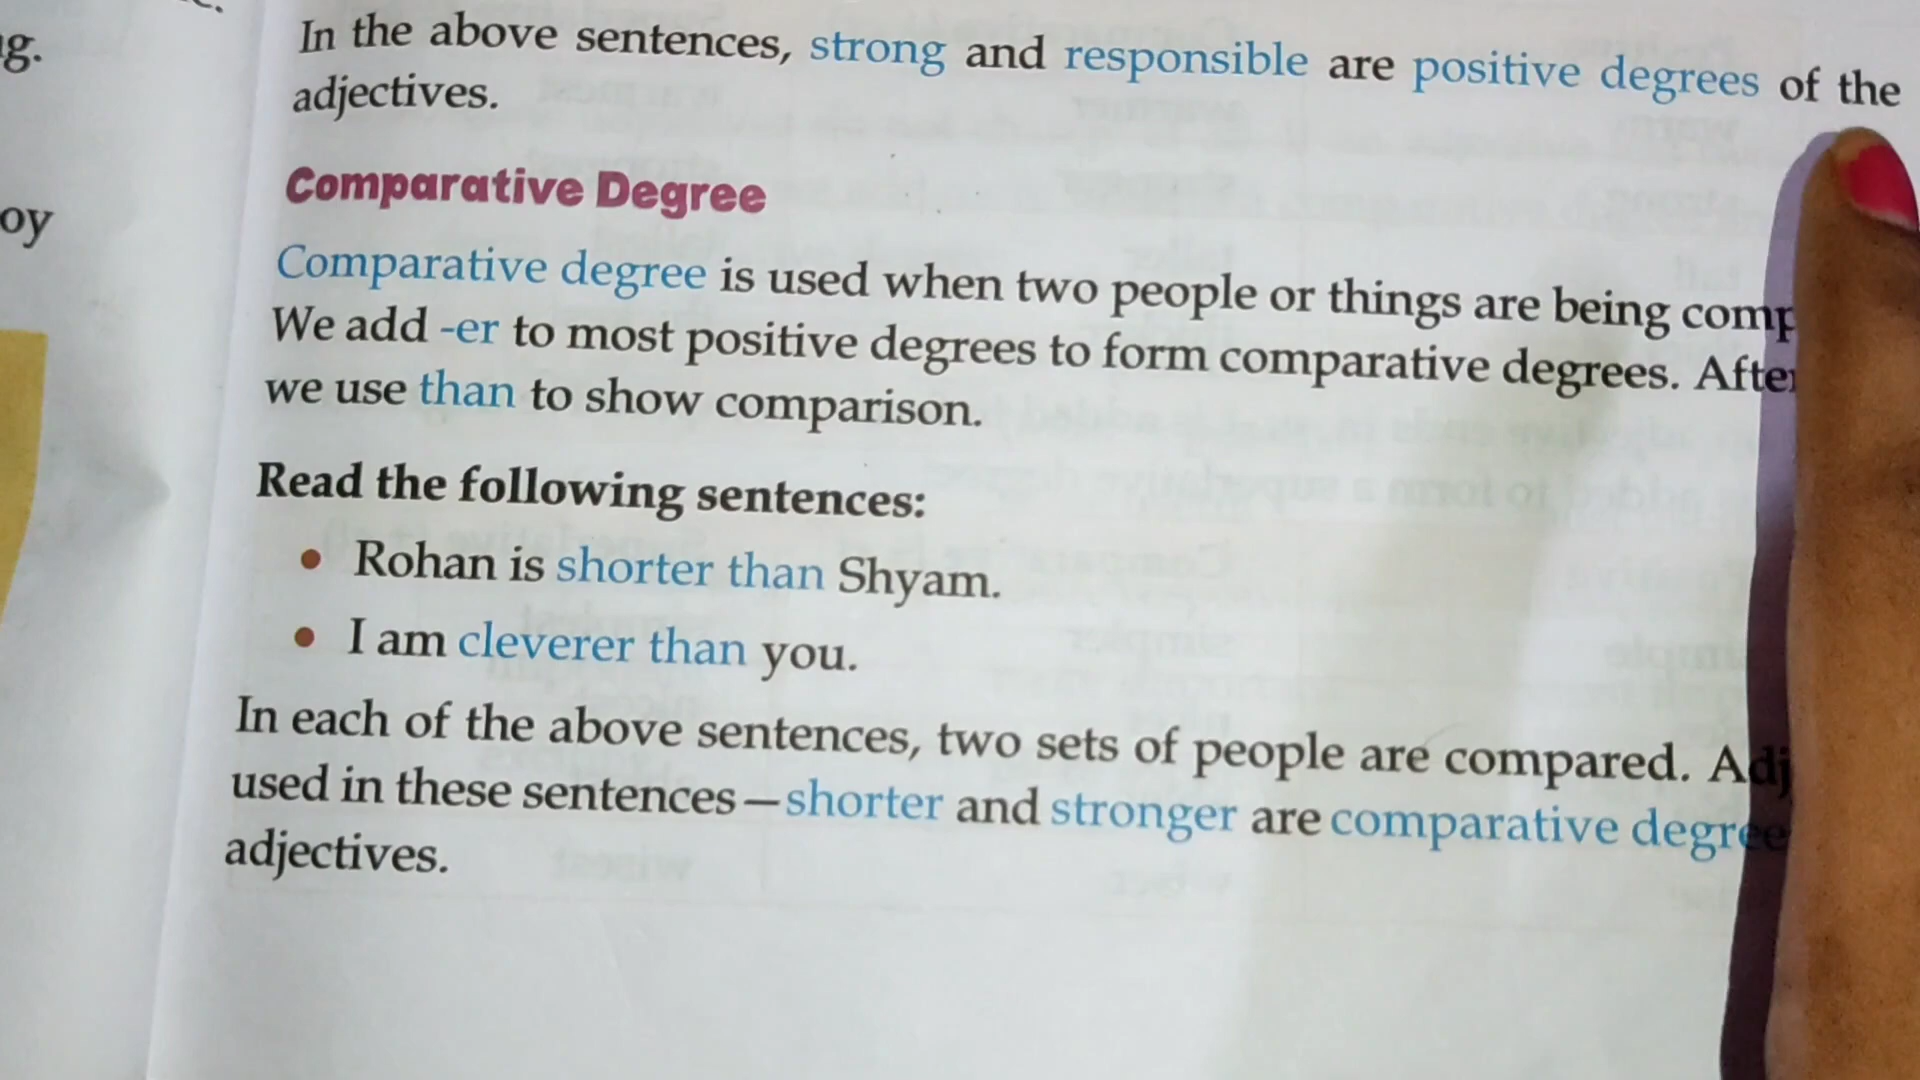 g.
oy
In the above sentences, strong and responsible are positive degrees of the
adjectives.
Comparative Degree
Comparative degree is used when two people or things are being
We add -er to most positive degrees to form comparative degrees.
we use than to show comparison.
Read the following sentences:
• Rohan is shorter than Shyam.
• I am cleverer than you.
In each of the above sentences, two sets of people are compared.
used in these sentences — shorter and stronger are comparative
adjectives.